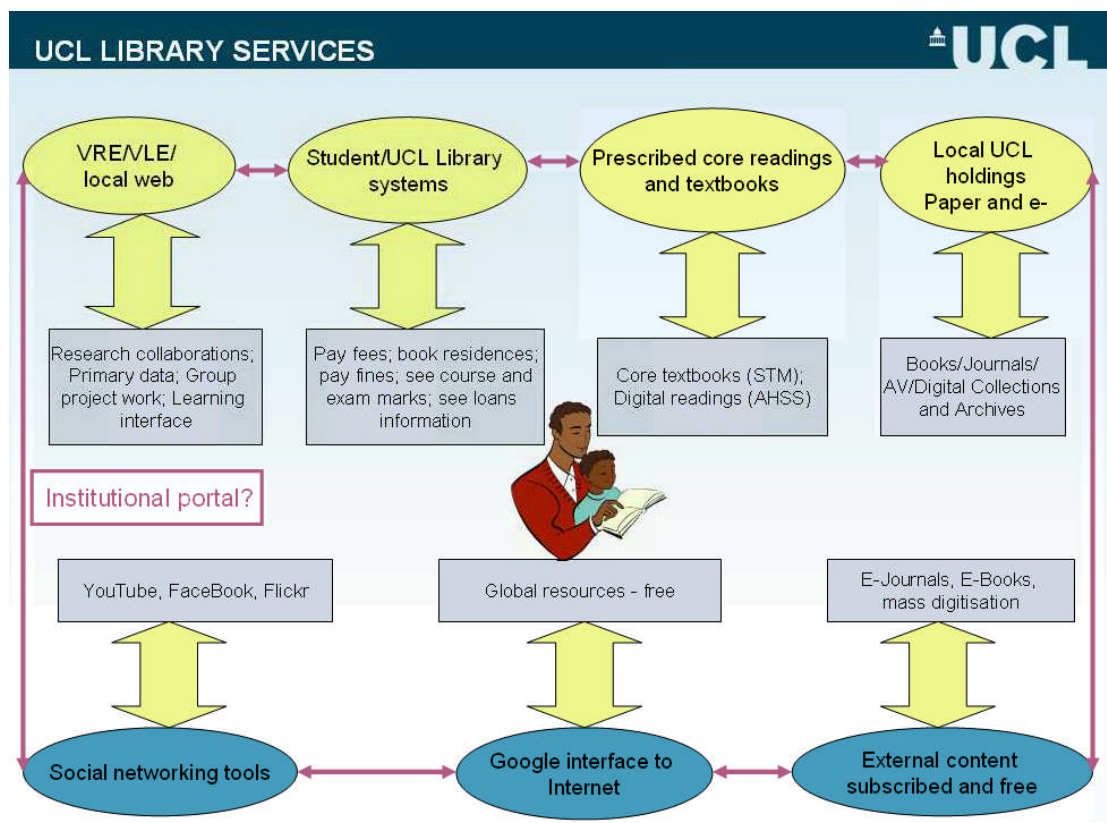 UCL LIBRARY SERVICES
UCL
VRE/VLE/
local web
Student/UCL Library
systems
Prescribed core readings
and textbooks
Local UCL
holdings
Paper and e-
Research collaborations;
Primary data; Group
project work; Learning
interface
Pay fees; book residences;
pay fines; see course and
exam marks; see loans
information
Core textbooks (STM);
Digital readings (AHSS)
Books/Journals/
AV/Digital Collections
and Archives
Institutional portal?
YouTube, FaceBook, Flickr
Global resources - free
E-Journals, E-Books,
mass digitisation
Social networking tools
Google interface to
Internet
External content
subscribed and free